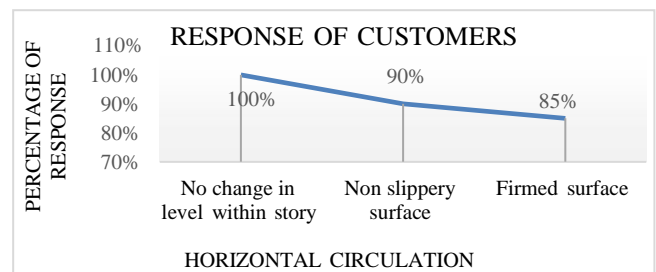 RESPONSE OF CUSTOMERS
PERCENTAGE OF
RESPONSE
110%
100%
90%
80%
70%
100%
90%
85%
No change in
level within story
Non slippery
surface
Firmed surface
HORIZONTAL CIRCULATION